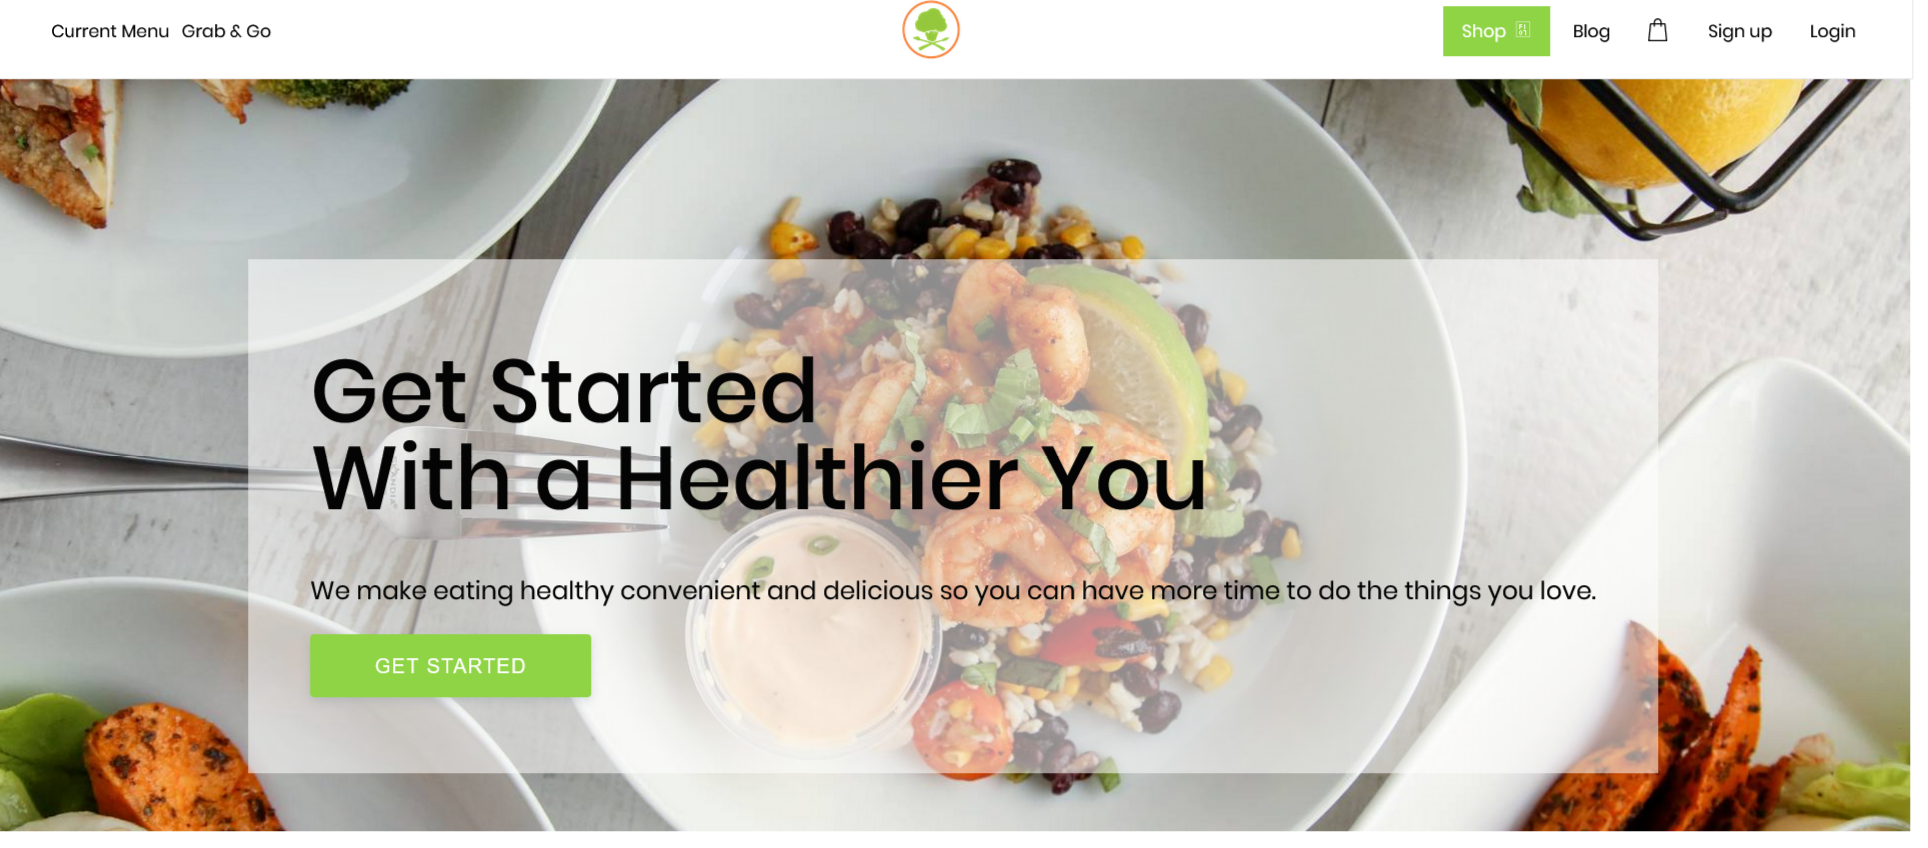 Current Menu Grab & Go
Shop Blog Sign up Login
Get Started
With a Healthier You
We make eating healthy convenient and delicious so you can have more time to do the things you love.
GET STARTED